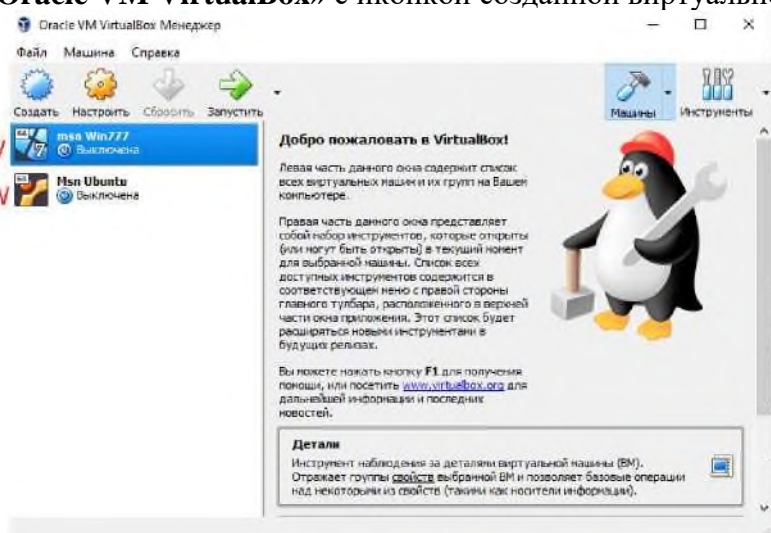 Oracle VM VirtualBox» с иконкой созданной виртуальн
Oracle VM VirtualBox Менеджер
Файл Машина Справка
Создать Настроить Сбросить Запустить Машины Инструменты
msn Win777
Выключена
Msn Ubuntu
Выключена
Добро пожаловать в VirtualBox!
Левая часть данного окна содержит список
всех виртуальных машин и их групп на Вашем
компьютере.
Правая часть данного окна представляет
собой набор инструментов, которые открыты
(или могут быть открыты) в текущий момент
для выбранной машины. Список всех
доступных инструментов содержится в
соответствующем меню с правой стороны
главного тулбара, расположенного в верхней
части окна приложения. Этот список будет
расширяться новыми инструментами в
будущих релизах.
Вы можете нажать кнопку F1 для получения
помощи, или посетить www.virtualbox.org для
дальнейшей информации и последних
новостей.
Детали
Инструмент наблюдения за деталями виртуальной машины (ВМ).
Отражает группы свойств выбранной ВМ и позволяет базовые операции
над некоторыми из свойств (такими как носители информации).